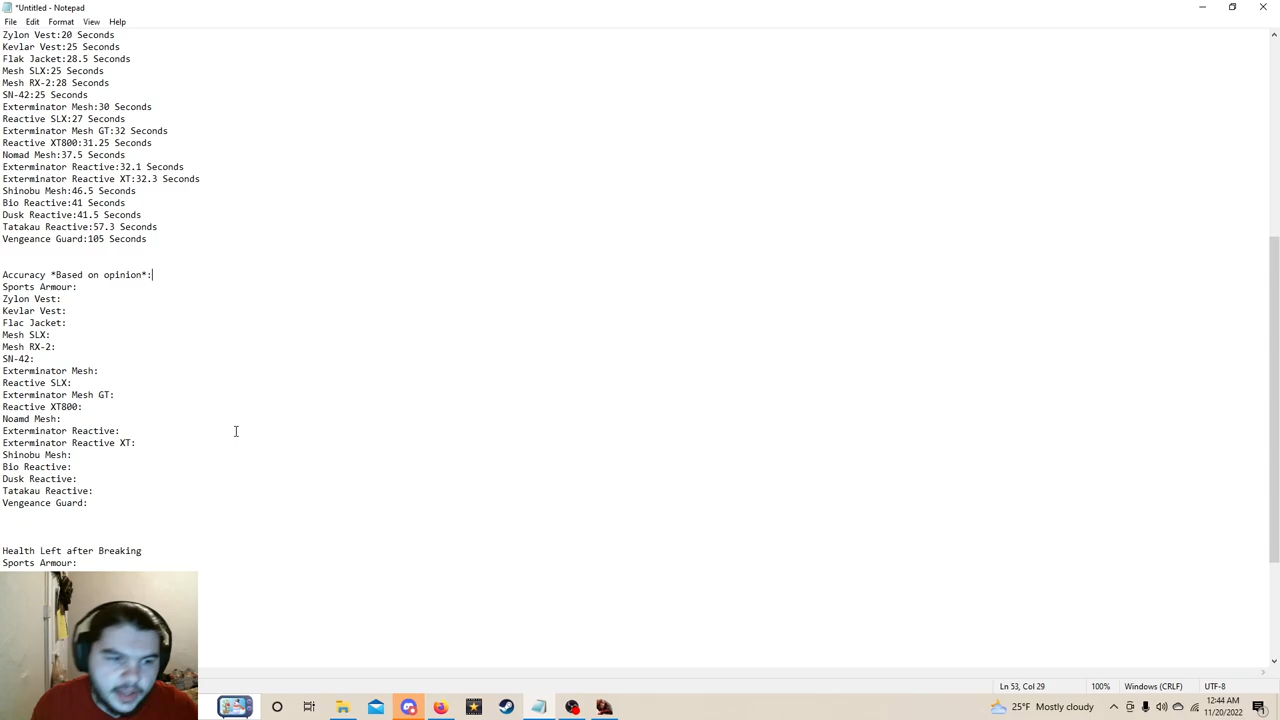 *Untitled - Notepad
File Edit Format View Help
Zylon Vest:20 Seconds
Kevlar Vest:25 Seconds
Flak Jacket:28.5 Seconds
Mesh SLX:25 Seconds
Mesh RX-2:28 Seconds
SN-42:25 Seconds
Exterminator Mesh:30 Seconds
Reactive SLX:27 Seconds
Exterminator Mesh GT:32 Seconds
Reactive XT800:31.25 Seconds
Nomad Mesh:37.5 Seconds
Exterminator Reactive:32.1 Seconds
Exterminator Reactive XT:32.3 Seconds
Shinobu Mesh:46.5 Seconds
Bio Reactive:41 Seconds
Dusk Reactive:41.5 Seconds
Tatakau Reactive:57.3 Seconds
Vengeance Guard:105 Seconds
Accuracy *Based on opinion*:
Sports Armour:
Zylon Vest:
Kevlar Vest:
Flac Jacket:
Mesh SLX:
Mesh RX-2:
SN-42:
Exterminator Mesh:
Reactive SLX:
Exterminator Mesh GT:
Reactive XT800:
Noamd Mesh:
Exterminator Reactive:
Exterminator Reactive XT:
Shinobu Mesh:
Bio Reactive:
Dusk Reactive:
Tatakau Reactive:
Vengeance Guard:
Health Left after Breaking
Sports Armour:
Ln 53, Col 29 100% Windows (CRLF) UTF-8
25°F Mostly cloudy 12:44 AM
11/20/2022